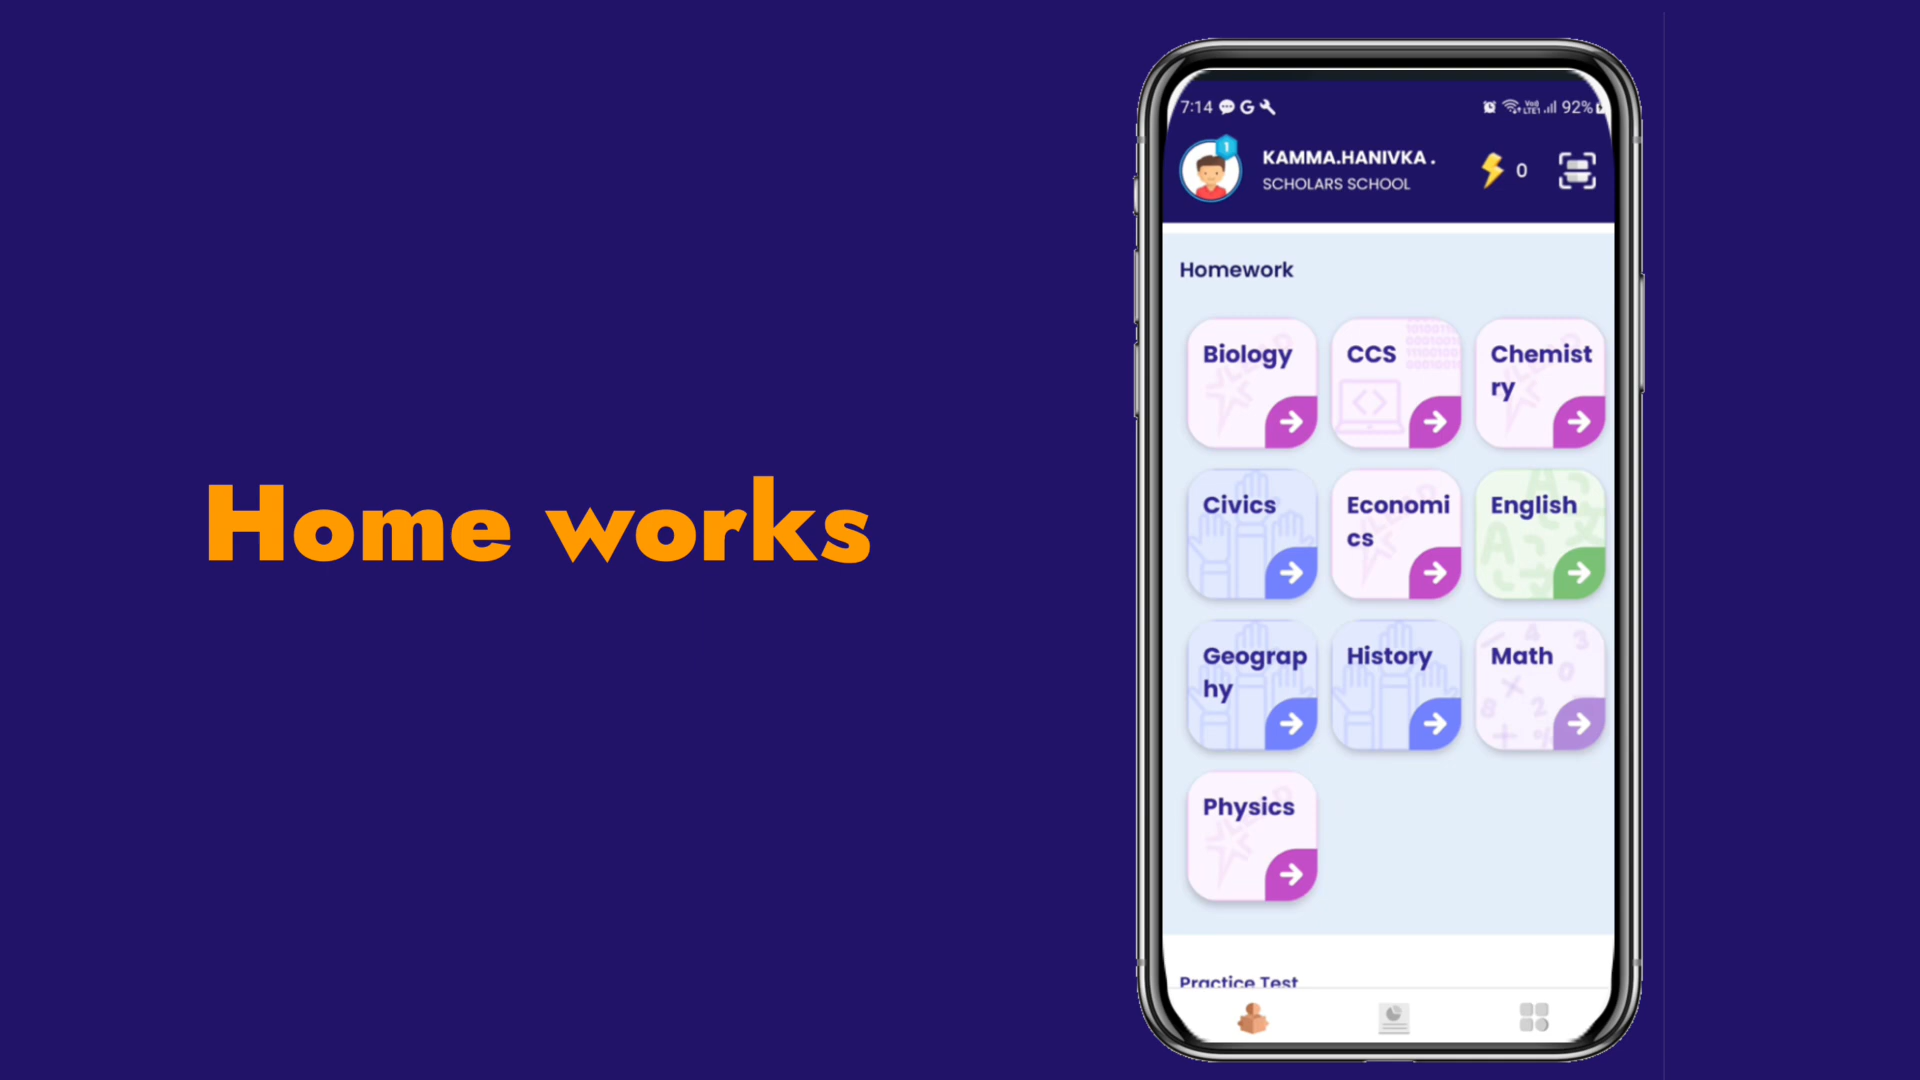 Home works
7:14
92%
1
KAMMA.HANIVKA .
SCHOLARS SCHOOL
0
Homework
Biology
CCS
Chemist
ry
Civics
Economi
cs
English
Geograp
hy
History
Math
Physics
Practice Test